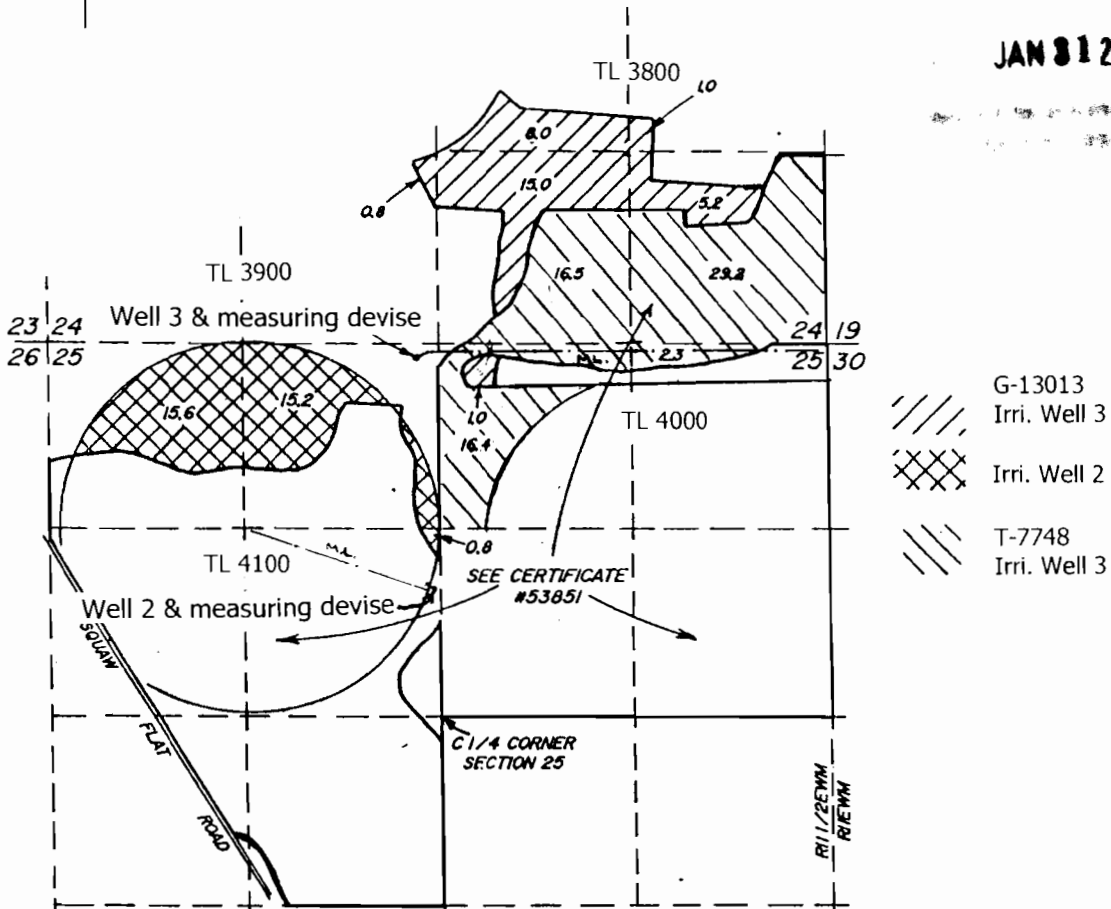 JAN 31 2
TL 3800
1.0
8.0
15.0
0.8
5.2
TL 3900
16.5
29.2
Well 3 & measuring devise
23 24
24 19
26 25
25 30
M.L.
2.3
G-13013
Irri. Well 3
15.6
15.2
1.0
TL 4000
16.4
Irri. Well 2
T-7748
Irri. Well 3
0.8
M.L.
TL 4100
SEE CERTIFICATE
#53851
Well 2 & measuring devise
SQUAW
FLAT
ROAD
C 1/4 CORNER
SECTION 25
R11 1/2EWM
R11EWM